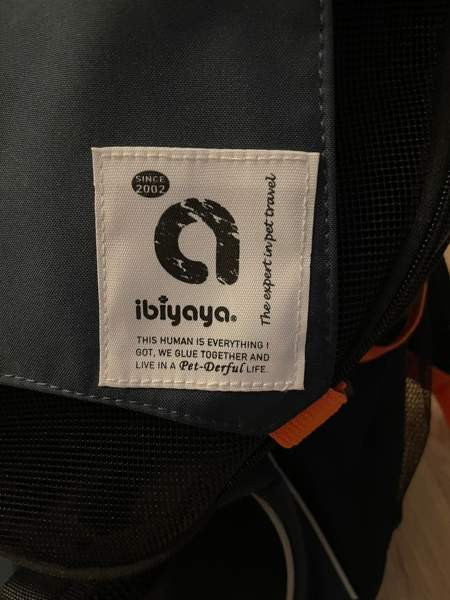 SINCE
2002
The expert in pet travel
ibiyaya®
THIS HUMAN IS EVERYTHING I
GOT, WE GLUE TOGETHER AND
LIVE IN A Pet-Derful LIFE.